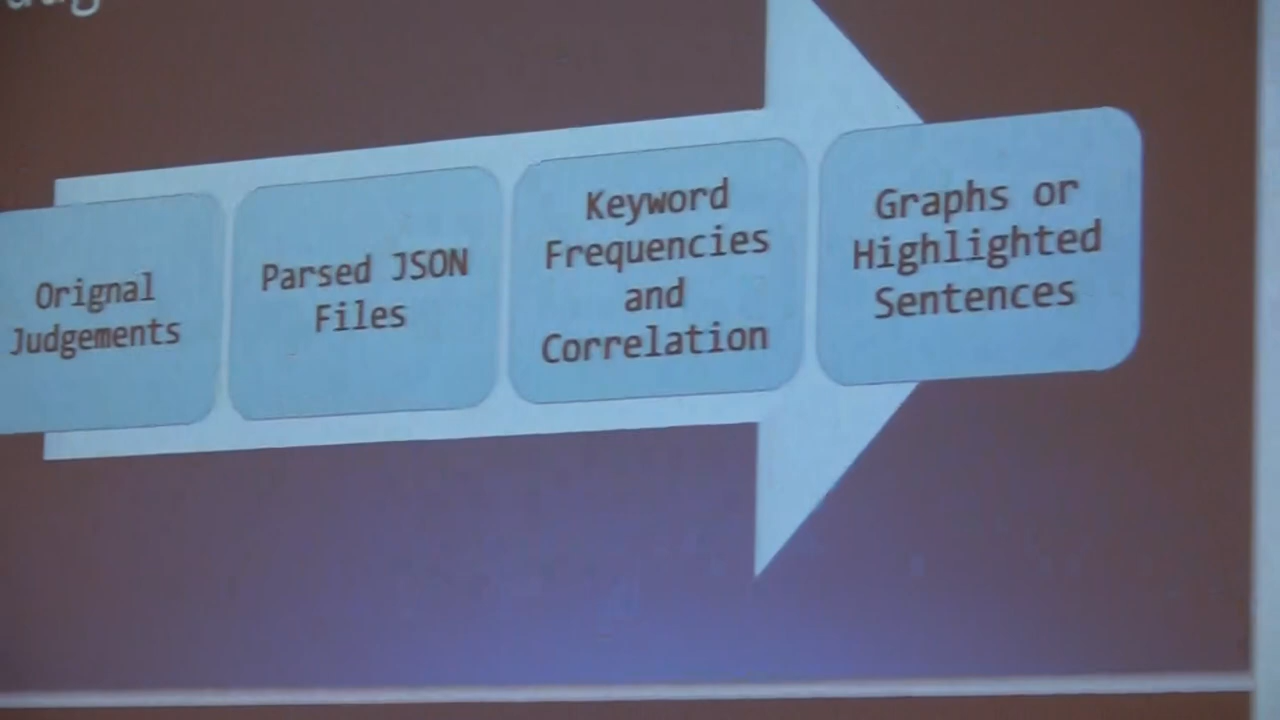 Orignal
Judgements
Parsed JSON
Files
Keyword
Frequencies
and
Correlation
Graphs or
Highlighted
Sentences